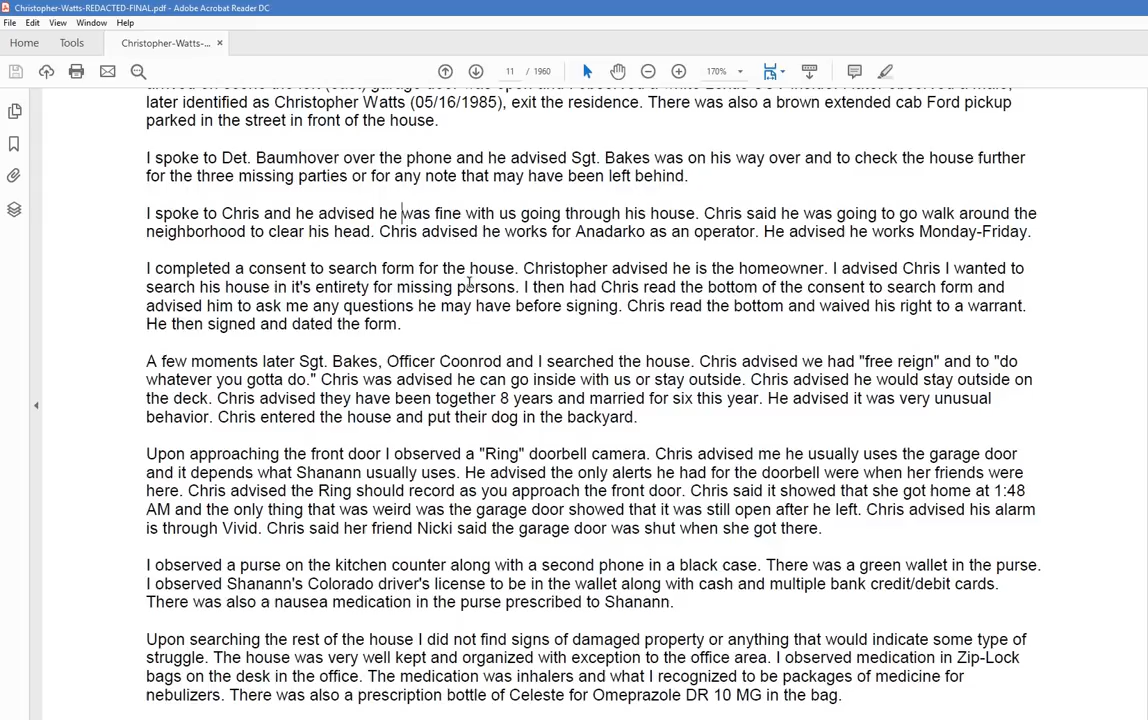 Christopher-Watts-REDACTED-FINAL.pdf - Adobe Acrobat Reader DC
File Edit View Window Help
Home Tools Christopher-Watts-... ×
11 / 1960 170%
later identified as Christopher Watts (05/16/1985), exit the residence. There was also a brown extended cab Ford pickup
parked in the street in front of the house.
I spoke to Det. Baumhover over the phone and he advised Sgt. Bakes was on his way over and to check the house further
for the three missing parties or for any note that may have been left behind.
I spoke to Chris and he advised he was fine with us going through his house. Chris said he was going to go walk around the
neighborhood to clear his head. Chris advised he works for Anadarko as an operator. He advised he works Monday-Friday.
I completed a consent to search form for the house. Christopher advised he is the homeowner. I advised Chris I wanted to
search his house in it's entirety for missing persons. I then had Chris read the bottom of the consent to search form and
advised him to ask me any questions he may have before signing. Chris read the bottom and waived his right to a warrant.
He then signed and dated the form.
A few moments later Sgt. Bakes, Officer Coonrod and I searched the house. Chris advised we had "free reign" and to "do
whatever you gotta do." Chris was advised he can go inside with us or stay outside. Chris advised he would stay outside on
the deck. Chris advised they have been together 8 years and married for six this year. He advised it was very unusual
behavior. Chris entered the house and put their dog in the backyard.
Upon approaching the front door I observed a "Ring" doorbell camera. Chris advised me he usually uses the garage door
and it depends what Shanann usually uses. He advised the only alerts he had for the doorbell were when her friends were
here. Chris advised the Ring should record as you approach the front door. Chris said it showed that she got home at 1:48
AM and the only thing that was weird was the garage door showed that it was still open after he left. Chris advised his alarm
is through Vivid. Chris said her friend Nicki said the garage door was shut when she got there.
I observed a purse on the kitchen counter along with a second phone in a black case. There was a green wallet in the purse.
I observed Shanann's Colorado driver's license to be in the wallet along with cash and multiple bank credit/debit cards.
There was also a nausea medication in the purse prescribed to Shanann.
Upon searching the rest of the house I did not find signs of damaged property or anything that would indicate some type of
struggle. The house was very well kept and organized with exception to the office area. I observed medication in Zip-Lock
bags on the desk in the office. The medication was inhalers and what I recognized to be packages of medicine for
nebulizers. There was also a prescription bottle of Celeste for Omeprazole DR 10 MG in the bag.